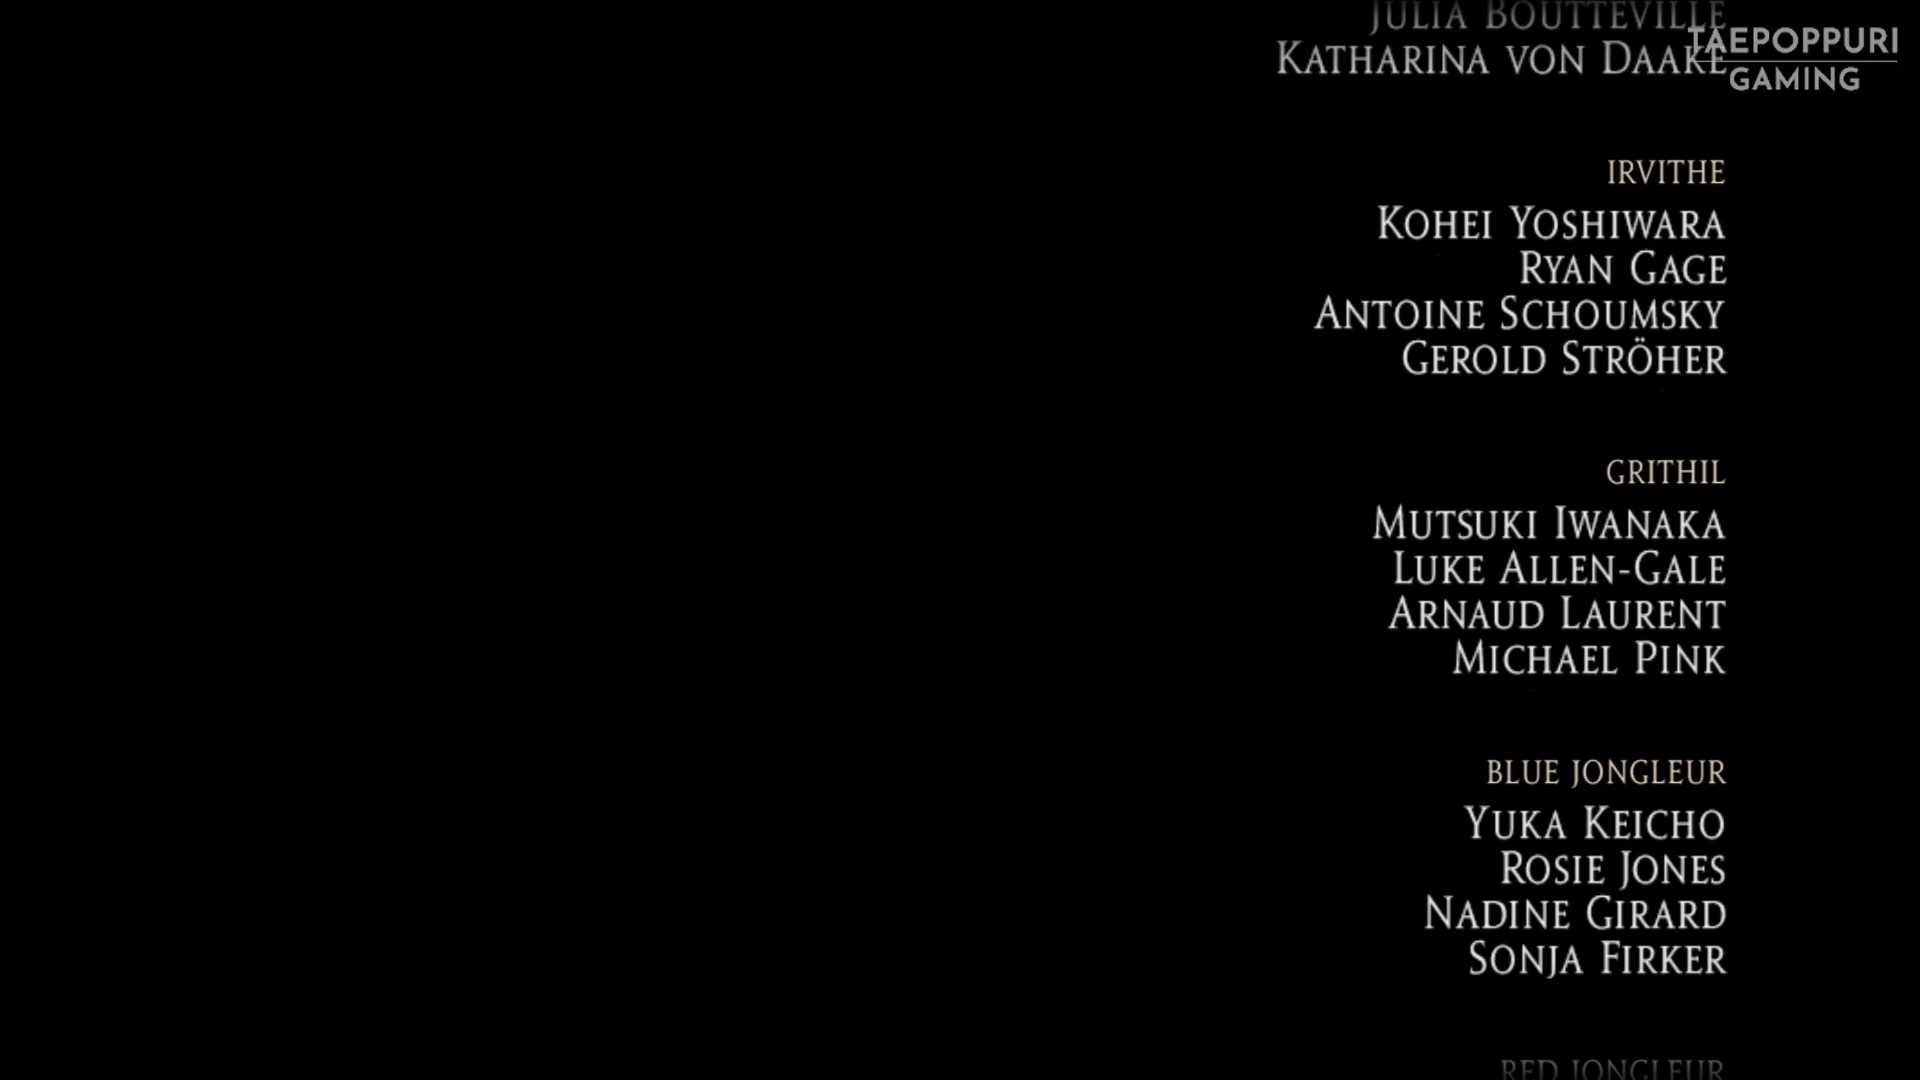 JULIA BOUTTEVILLE
KATHARINA VON DAAKE
TAEPOPPURI
GAMING
IRVITHE
KOHEI YOSHIWARA
RYAN GAGE
ANTOINE SCHOUMSKY
GEROLD STRÖHER
GRITHIL
MUTSUKI IWANAKA
LUKE ALLEN-GALE
ARNAUD LAURENT
MICHAEL PINK
BLUE JONGLEUR
YUKA KEICHO
ROSIE JONES
NADINE GIRARD
SONJA FIRKER
RED JONGLEUR